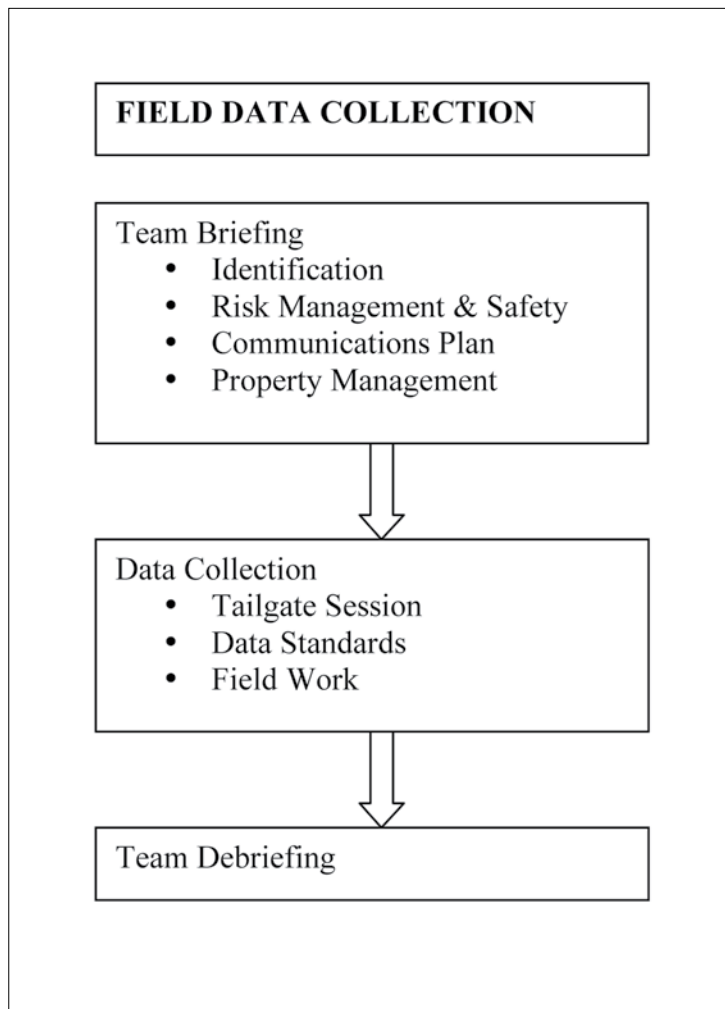 FIELD DATA COLLECTION
Team Briefing
• Identification
• Risk Management & Safety
• Communications Plan
• Property Management
Data Collection
• Tailgate Session
• Data Standards
• Field Work
Team Debriefing